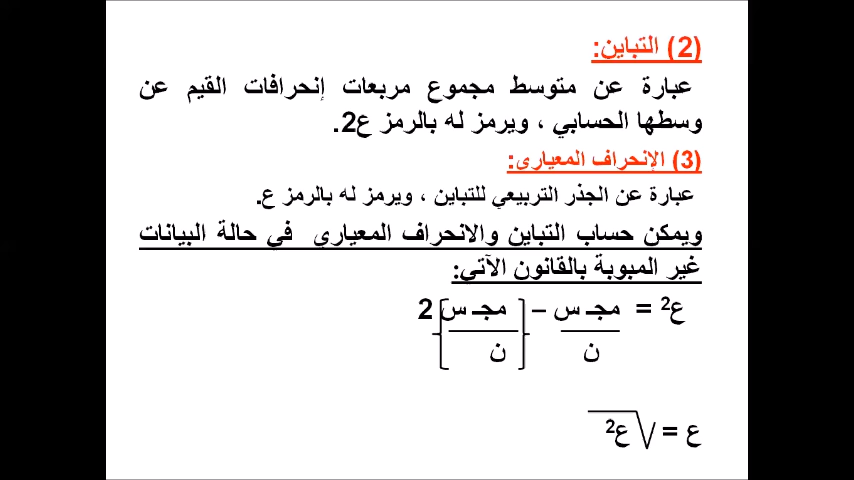 (2) التباين:
عبارة عن متوسط مجموع مربعات إنحرافات القيم عن
وسطها الحسابي ، ويرمز له بالرمز ع2.
(3) الإنحراف المعياري:
عبارة عن الجذر التربيعي للتباين ، ويرمز له بالرمز ع.
ويمكن حساب التباين والانحراف المعياري في حالة البيانات
غير المبوبة بالقانون الآتي:
ع2 = مجـ س – مجـ س 2
ن ن
ع = √ع2